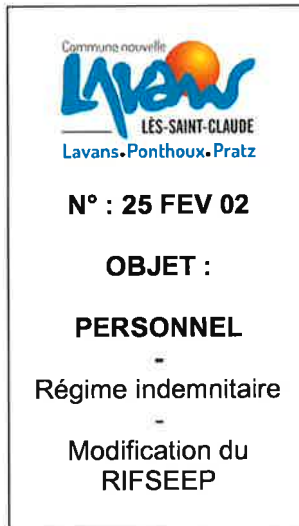 Commune nouvelle
Lavans
LÈS-SAINT-CLAUDE
Lavans•Ponthoux•Pratz
N° : 25 FEV 02
OBJET :
PERSONNEL
-
Régime indemnitaire
-
Modification du
RIFSEEP